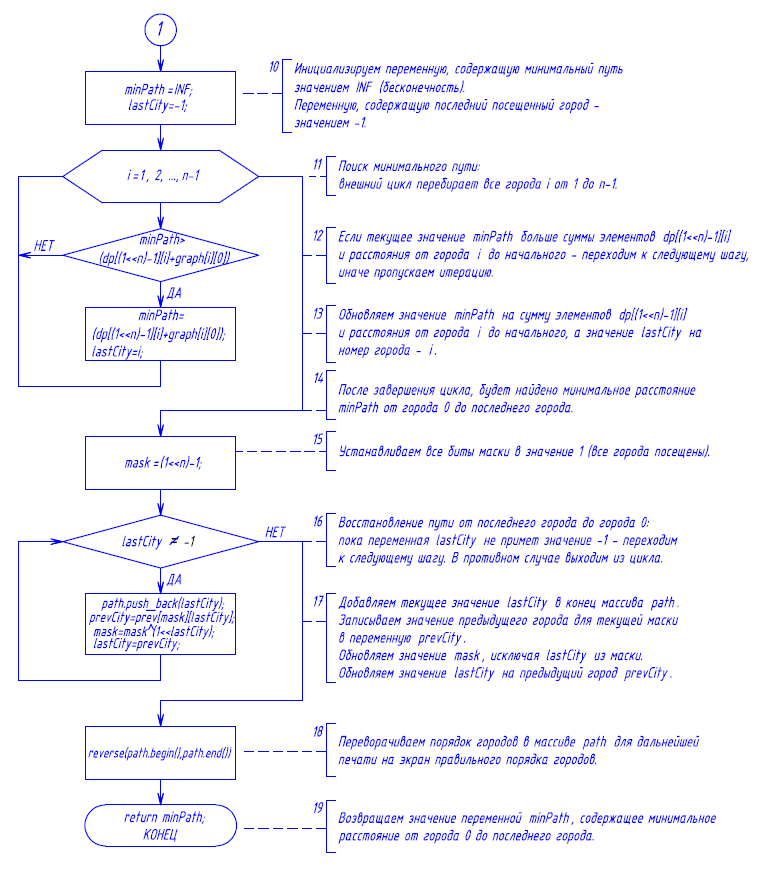 1
minPath =INF;
lastCity=-1;
10
Инициализируем переменную, содержащую минимальный путь
значением INF (бесконечность).
Переменную, содержащую последний посещенный город -
значением -1.
i=1, 2, ..., n-1
11
Поиск минимального пути:
внешний цикл перебирает все города i от 1 до n-1.
НЕТ
minPath>
(dp[(1<<n)-1][i]+graph[i][0])
ДА
12
Если текущее значение minPath больше суммы элементов dp[(1<<n)-1][i]
и расстояния от города i до начального - переходим к следующему шагу,
иначе пропускаем итерацию.
minPath=
(dp[(1<<n)-1][i]+graph[i][0]);
lastCity=i;
13
Обновляем значение minPath на сумму элементов dp[(1<<n)-1][i]
и расстояния от города i до начального, а значение lastCity на
номер города - i.
14
После завершения цикла, будет найдено минимальное расстояние
minPath от города 0 до последнего города.
mask =(1<<n)-1;
15
Устанавливаем все биты маски в значение 1 (все города посещены).
lastCity ≠ -1
НЕТ
ДА
16
Восстановление пути от последнего города до города 0:
пока переменная lastCity не примет значение -1 - переходим
к следующему шагу. В противном случае выходим из цикла.
path.push_back(lastCity);
prevCity=prev[mask][lastCity];
mask=mask^(1<<lastCity);
lastCity=prevCity;
17
Добавляем текущее значение lastCity в конец массива path.
Записываем значение предыдущего города для текущей маски
в переменную prevCity.
Обновляем значение mask, исключая lastCity из маски.
Обновляем значение lastCity на предыдущий город prevCity.
reverse(path.begin(),path.end())
18
Переворачиваем порядок городов в массиве path для дальнейшей
печати на экран правильного порядка городов.
return minPath;
КОНЕЦ
19
Возвращаем значение переменной minPath, содержащее минимальное
расстояние от города 0 до последнего города.